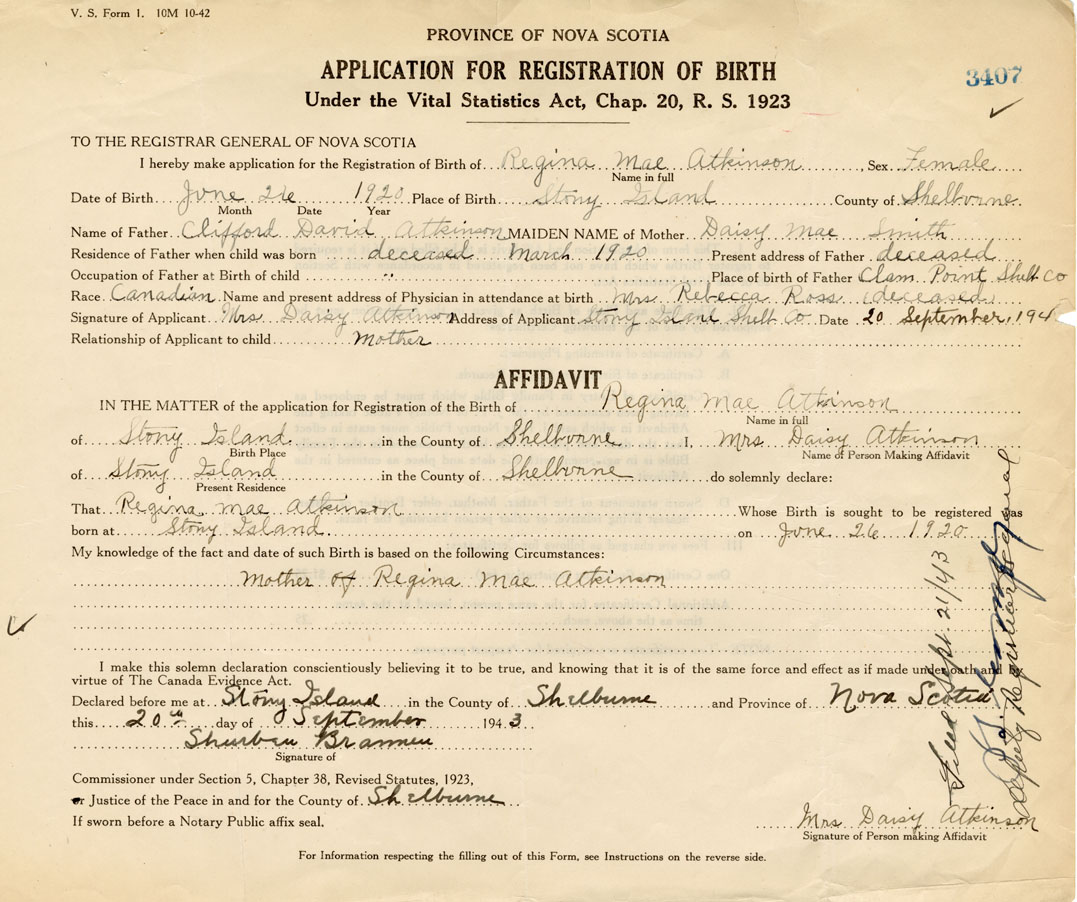 V. S. Form 1. 10M 10-42
PROVINCE OF NOVA SCOTIA
APPLICATION FOR REGISTRATION OF BIRTH
3407
Under the Vital Statistics Act, Chap. 20, R. S. 1923
TO THE REGISTRAR GENERAL OF NOVA SCOTIA
I hereby make application for the Registration of Birth of Regina Mae Atkinson, Sex Female
Name in full
Date of Birth June 26 1920 Place of Birth Stony Island County of Shelburne
Month Date Year
Name of Father Clifford David Atkinson MAIDEN NAME of Mother Daisy Mae Smith
Residence of Father when child was born deceased March 1920 Present address of Father deceased
Occupation of Father at Birth of child " Place of birth of Father Clam Point Shelb Co
Race Canadian Name and present address of Physician in attendance at birth Mrs Rebecca Ross (deceased)
Signature of Applicant Mrs Daisy Atkinson Address of Applicant Stony Island Shelb Co Date 20 September, 194
Relationship of Applicant to child Mother
AFFIDAVIT
IN THE MATTER of the application for Registration of the Birth of Regina Mae Atkinson
Name in full
of Stony Island in the County of Shelburne I, Mrs Daisy Atkinson
Birth Place Name of Person Making Affidavit
of Stony Island in the County of Shelburne do solemnly declare:
Present Residence
That Regina Mae Atkinson Whose Birth is sought to be registered was
born at Stony Island on June 26 1920
My knowledge of the fact and date of such Birth is based on the following Circumstances:
Mother of Regina Mae Atkinson
I make this solemn declaration conscientiously believing it to be true, and knowing that it is of the same force and effect as if made under oath and by
virtue of The Canada Evidence Act.
Declared before me at Stony Island in the County of Shelburne and Province of Nova Scotia
this 20th day of September 1943
Shurban Brannen
Signature of
Commissioner under Section 5, Chapter 38, Revised Statutes, 1923,
or Justice of the Peace in and for the County of Shelburne
If sworn before a Notary Public affix seal.
Mrs Daisy Atkinson
Signature of Person making Affidavit
For Information respecting the filling out of this Form, see Instructions on the reverse side.
Filed Sept. 21/43
Deputy Registrar General